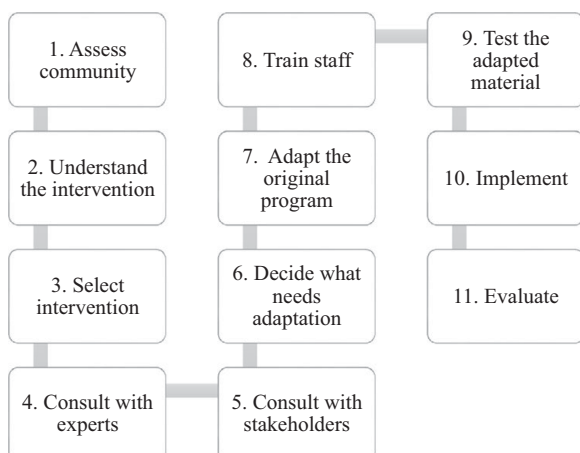 1. Assess
community
2. Understand
the intervention
3. Select
intervention
4. Consult with
experts
5. Consult with
stakeholders
6. Decide what
needs
adaptation
7. Adapt the
original
program
8. Train staff
9. Test the
adapted
material
10. Implement
11. Evaluate